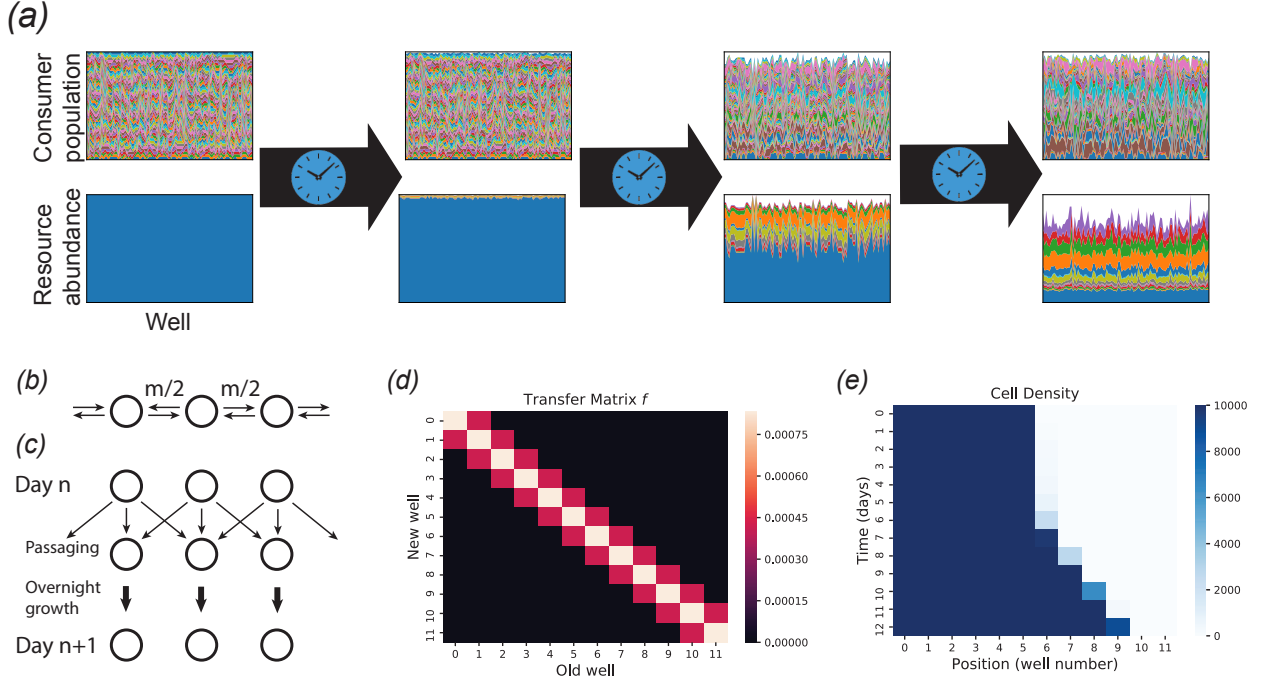 (a)
Consumer
population
Resource
abundance
Well
(b)
m/2 m/2
(c)
Day n
Passaging
Overnight
growth
Day n+1
(d)
Transfer Matrix f
New well
0
1
2
3
4
5
6
7
8
9
10
11
0 1 2 3 4 5 6 7 8 9 10 11
Old well
0.00075
0.00060
0.00045
0.00030
0.00015
0.00000
(e)
Cell Density
Time (days)
0
1
2
3
4
5
6
7
8
9
10
11
12
0 1 2 3 4 5 6 7 8 9 10 11
Position (well number)
10000
8000
6000
4000
2000
0